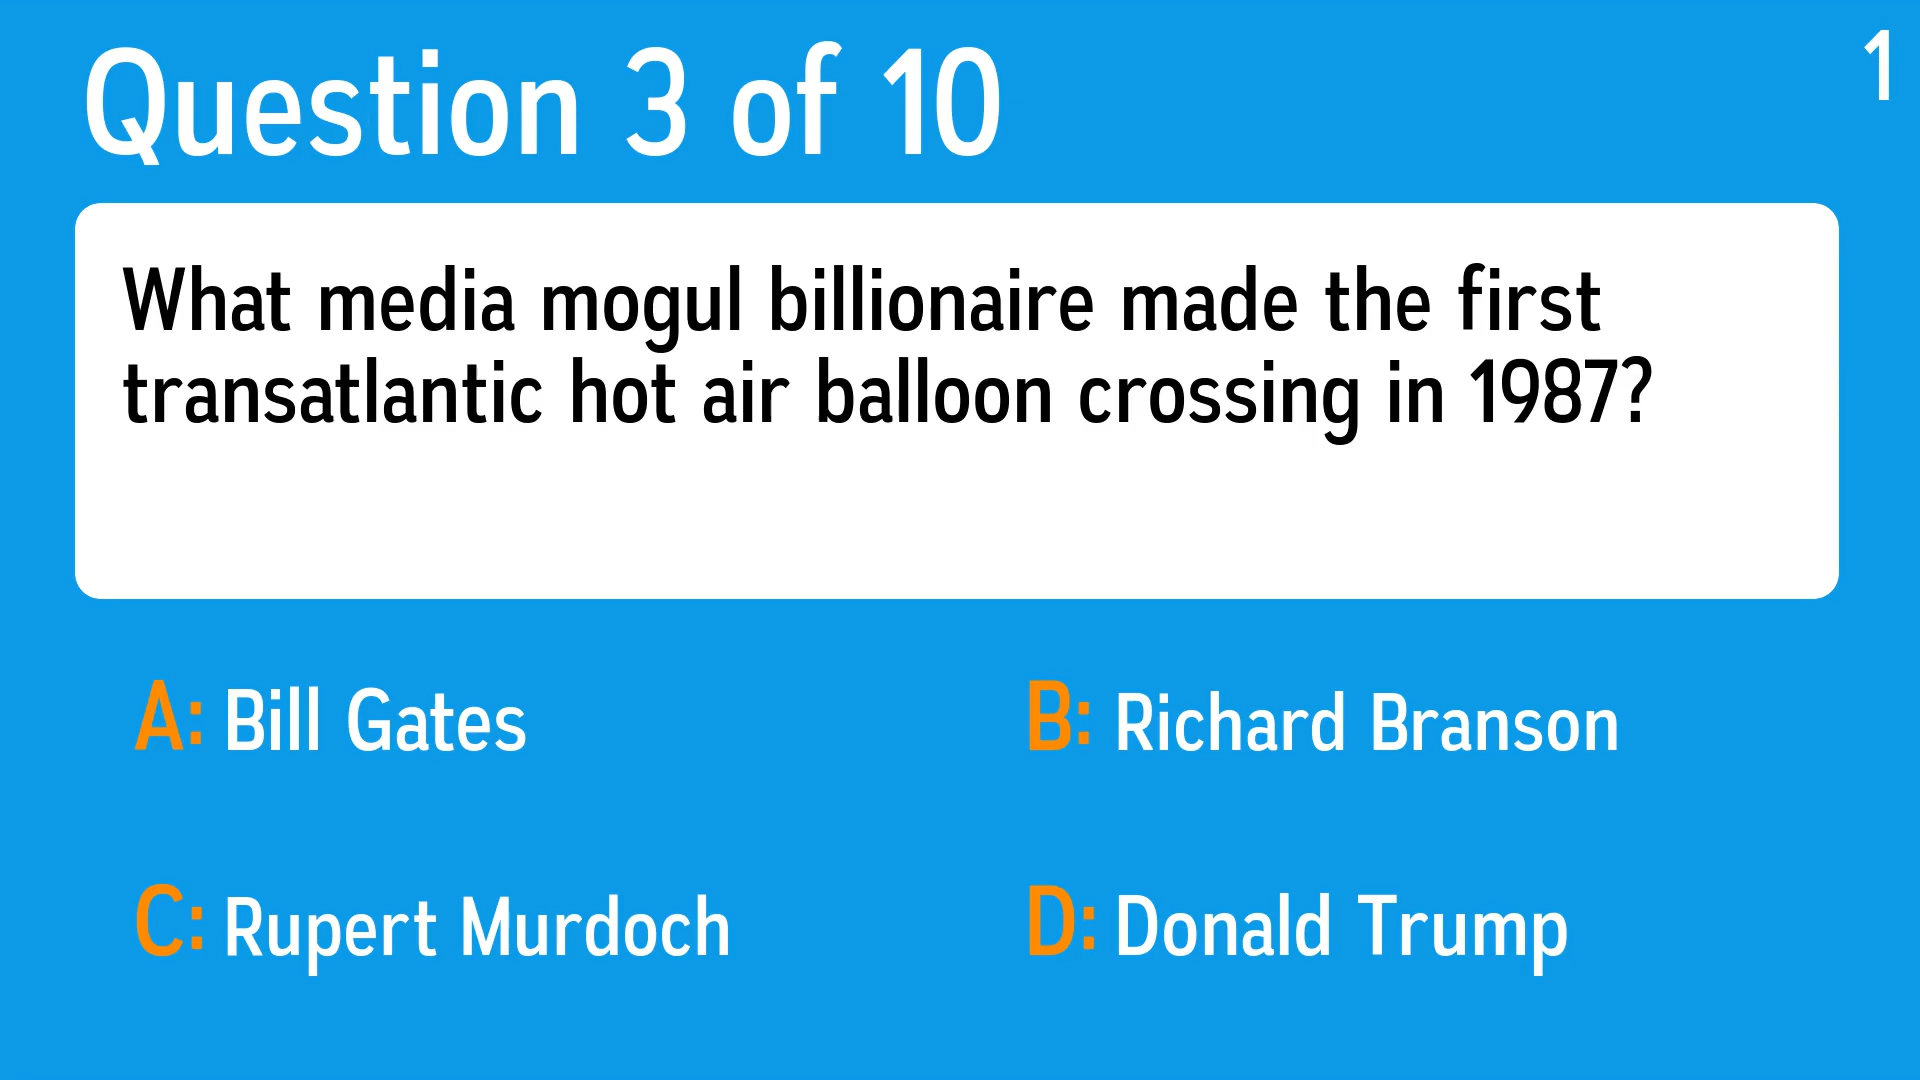 Question 3 of 10
1
What media mogul billionaire made the first
transatlantic hot air balloon crossing in 1987?
A: Bill Gates
B: Richard Branson
C: Rupert Murdoch
D: Donald Trump